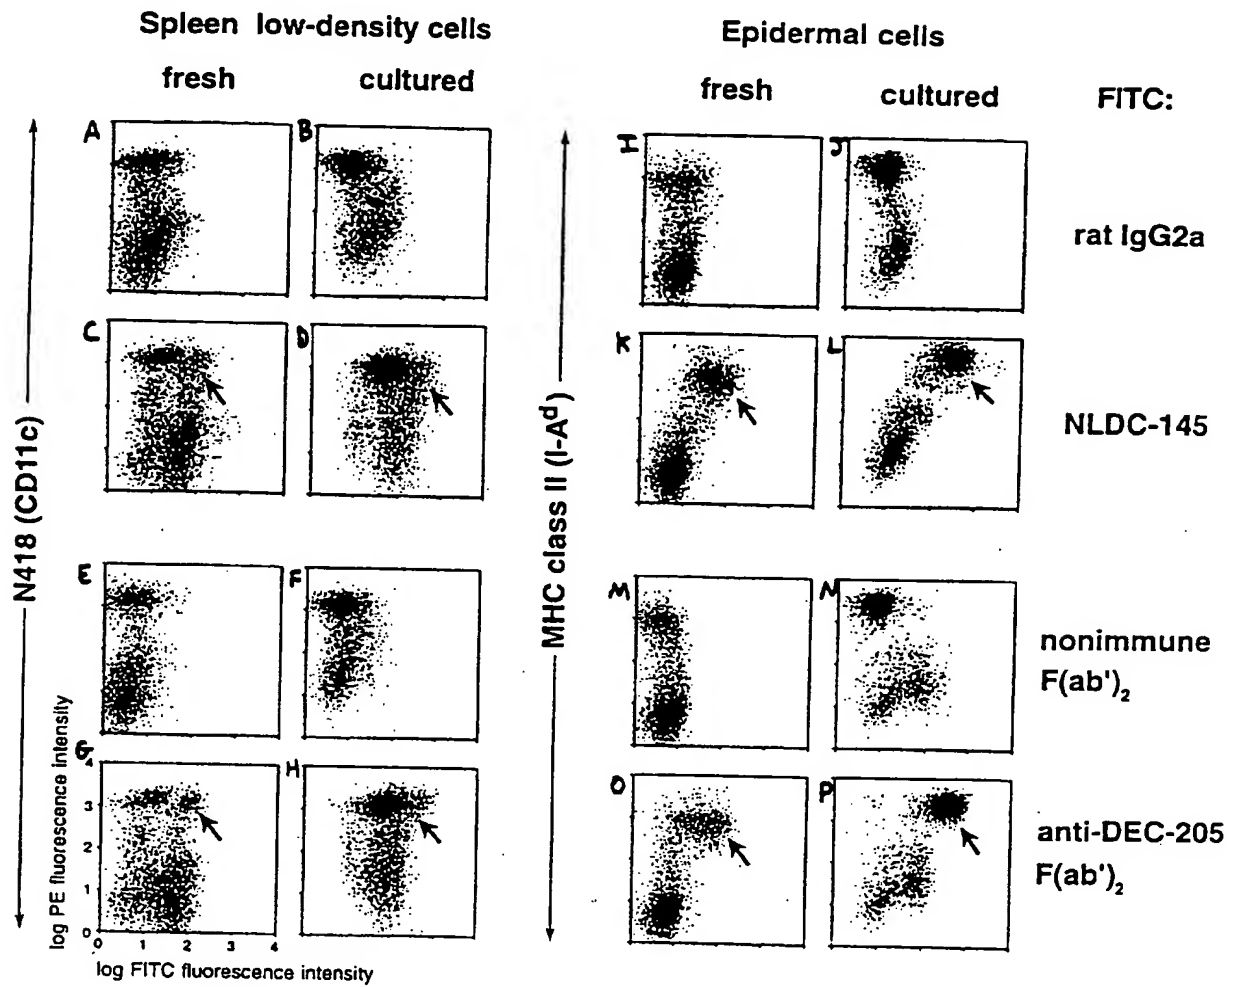 Spleen low-density cells
Epidermal cells
fresh
cultured
fresh
cultured
FITC:
A
B
I
J
rat IgG2a
C
D
K
L
NLDC-145
N418 (CD11c)
MHC class II (I-Aᵈ)
E
F
M
N
nonimmune
F(ab')₂
G
H
O
P
anti-DEC-205
F(ab')₂
log PE fluorescence intensity
4
3
2
1
0
0 1 2 3 4
log FITC fluorescence intensity